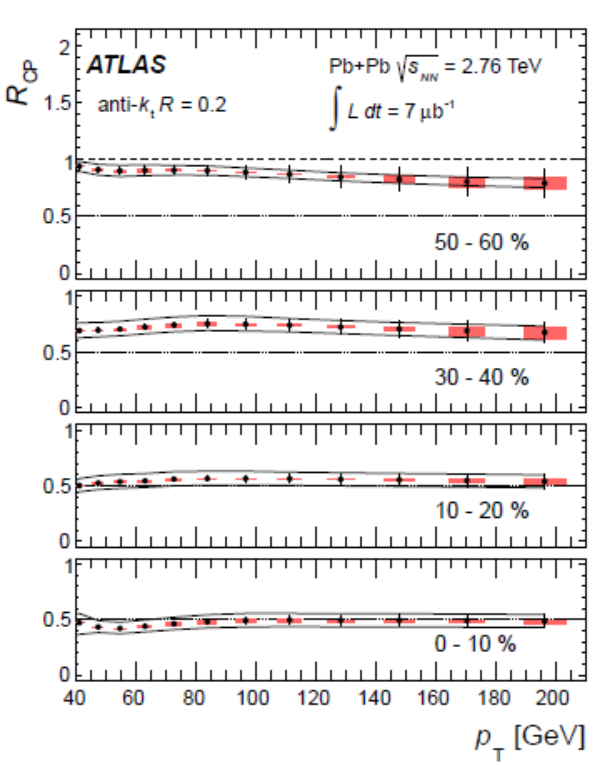 R_CP
2
ATLAS
Pb+Pb √s_NN = 2.76 TeV
1.5
anti-k_t R = 0.2
∫ L dt = 7 μb⁻¹
1
0.5
50 - 60 %
0
1
0.5
30 - 40 %
0
1
0.5
10 - 20 %
0
1
0.5
0 - 10 %
0
40 60 80 100 120 140 160 180 200
p_T [GeV]